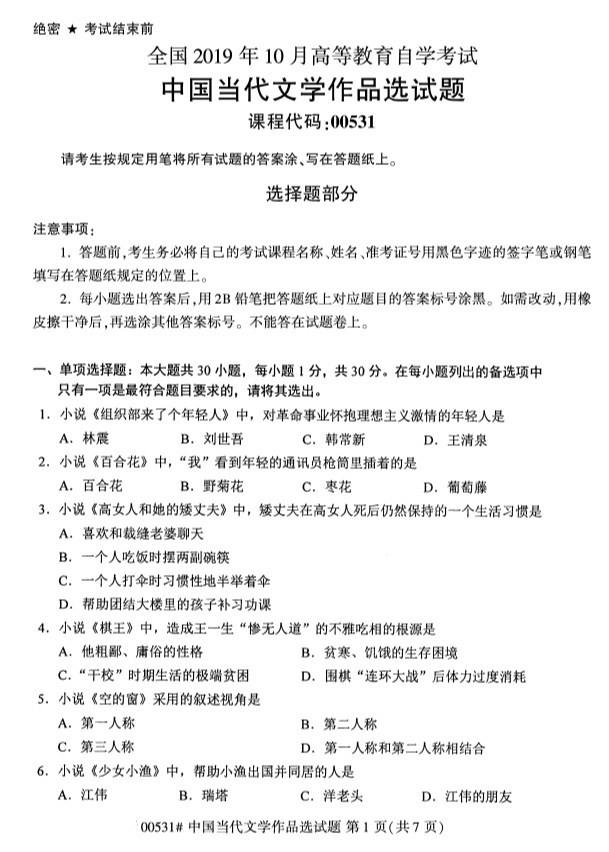 绝密 ★ 考试结束前
全国 2019 年 10 月高等教育自学考试
中国当代文学作品选试题
课程代码:00531
请考生按规定用笔将所有试题的答案涂、写在答题纸上。
选择题部分
注意事项:
1. 答题前,考生务必将自己的考试课程名称、姓名、准考证号用黑色字迹的签字笔或钢笔
填写在答题纸规定的位置上。
2. 每小题选出答案后,用 2B 铅笔把答题纸上对应题目的答案标号涂黑。如需改动,用橡
皮擦干净后,再选涂其他答案标号。不能答在试题卷上。
一、单项选择题：本大题共 30 小题，每小题 1 分，共 30 分。在每小题列出的备选项中
只有一项是最符合题目要求的，请将其选出。
1．小说《组织部来了个年轻人》中，对革命事业怀抱理想主义激情的年轻人是
A．林震 B．刘世吾 C．韩常新 D．王清泉
2．小说《百合花》中，“我”看到年轻的通讯员枪筒里插着的是
A．百合花 B．野菊花 C．枣花 D．葡萄藤
3．小说《高女人和她的矮丈夫》中，矮丈夫在高女人死后仍然保持的一个生活习惯是
A．喜欢和裁缝老婆聊天
B．一个人吃饭时摆两副碗筷
C．一个人打伞时习惯性地半举着伞
D．帮助团结大楼里的孩子补习功课
4．小说《棋王》中，造成王一生“惨无人道”的不雅吃相的根源是
A．他粗鄙、庸俗的性格 B．贫寒、饥饿的生存困境
C．“干校”时期生活的极端贫困 D．围棋“连环大战”后体力过度消耗
5．小说《空的窗》采用的叙述视角是
A．第一人称 B．第二人称
C．第三人称 D．第一人称和第二人称相结合
6．小说《少女小渔》中，帮助小渔出国并同居的人是
A．江伟 B．瑞塔 C．洋老头 D．江伟的朋友
00531# 中国当代文学作品选试题 第 1 页(共 7 页)